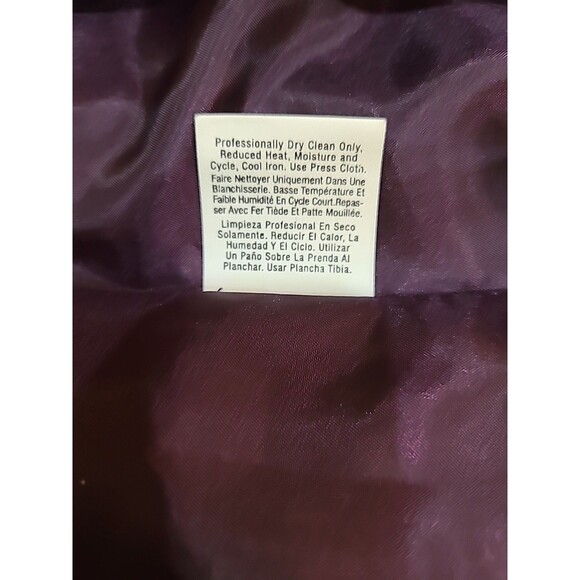 Professionally Dry Clean Only.
Reduced Heat, Moisture and
Cycle, Cool Iron. Use Press Cloth.
Faire Nettoyer Uniquement Dans Une
Blanchisserie. Basse Température Et
Faible Humidité En Cycle Court.Repas-
ser Avec Fer Tiède Et Patte Mouillée.
Limpieza Profesional En Seco
Solamente. Reducir El Calor, La
Humedad Y El Ciclo. Utilizar
Un Paño Sobre La Prenda Al
Planchar. Usar Plancha Tibia.